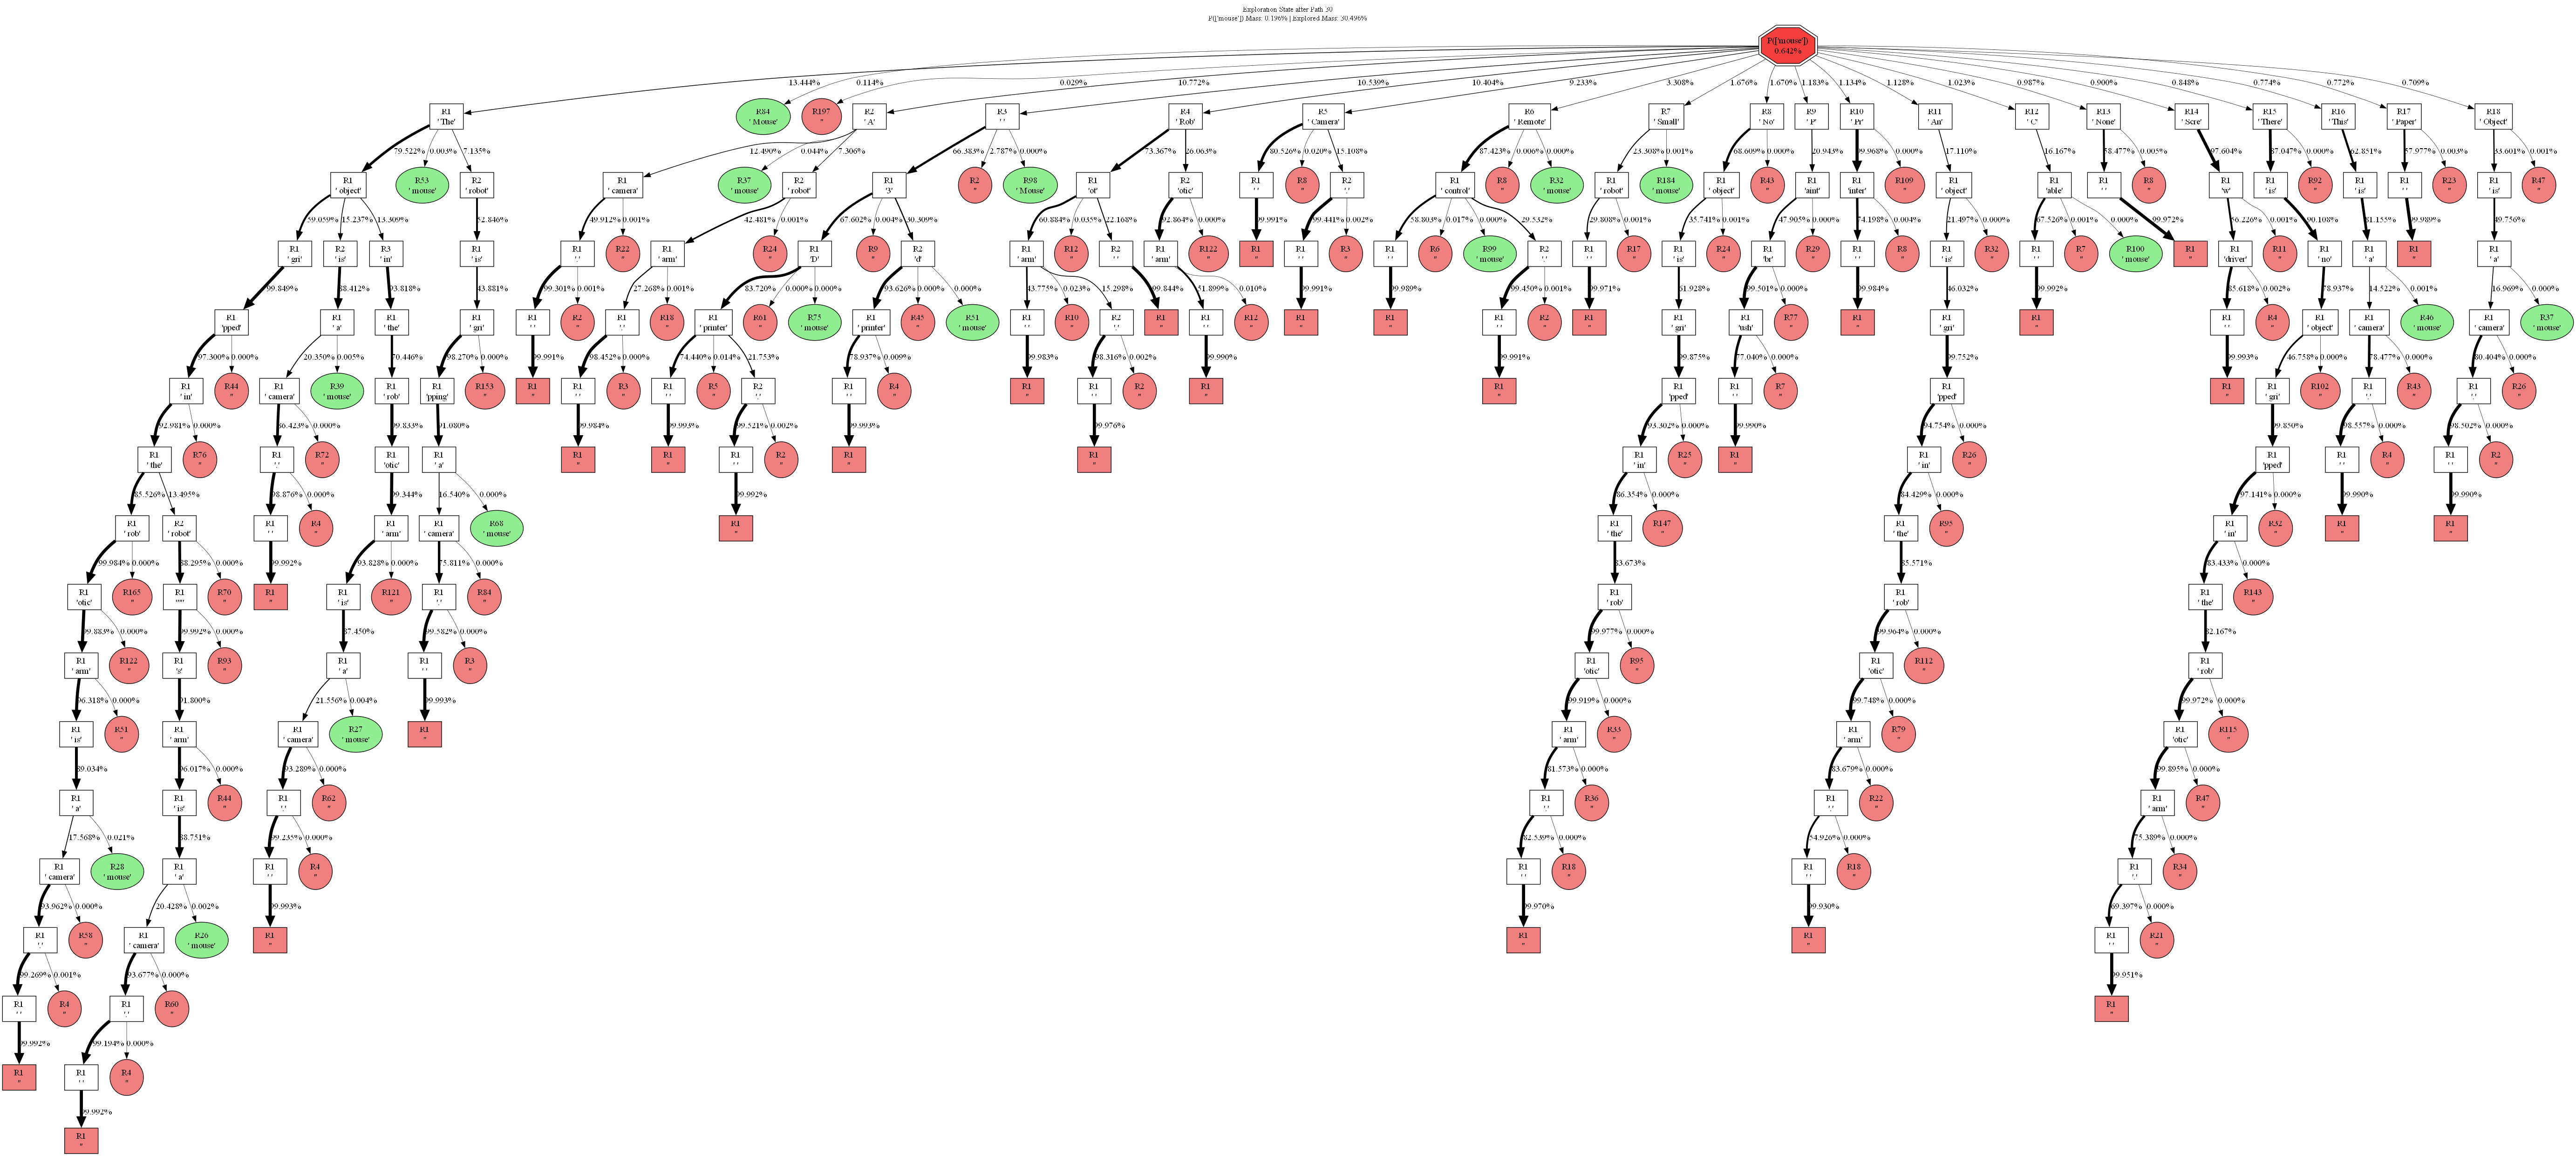 Exploration State after Path 30
P(['mouse']) Mass: 0.196% | Explored Mass: 30.496%
P(['mouse'])
0.642%
13.444% 0.114% 0.029% 10.772% 10.539% 10.404% 9.233% 3.308% 1.676% 1.670% 1.183% 1.134% 1.128% 1.023% 0.987% 0.900% 0.848% 0.774% 0.772% 0.709%
R1 R84 R197 R2 R3 R4 R5 R6 R7 R8 R9 R10 R11 R12 R13 R14 R15 R16 R17 R18
' The' ' Mouse' '' ' A' ' ' ' Rob' ' Camera' ' Remote' ' Small' ' No' ' P' ' Pr' ' An' ' C' ' None' ' Scre' ' There' ' This' ' Paper' ' Object'
79.522% 0.003% 7.135% 12.490% 0.044% 7.306% 66.383% 2.787% 0.000% 73.367% 26.063% 80.526% 0.020% 15.108% 87.423% 0.006% 0.000% 23.308% 0.001% 68.609% 0.000% 20.943% 99.968% 0.000% 17.110% 16.167% 58.477% 0.005% 97.604% 87.047% 0.000% 62.851% 57.977% 0.003% 33.601% 0.001%
R1 R53 R2 R1 R37 R2 R1 R2 R98 R1 R2 R1 R8 R2 R1 R8 R32 R1 R184 R1 R43 R1 R1 R109 R1 R1 R1 R8 R1 R1 R92 R1 R1 R23 R1 R47
' object' ' mouse' ' robot' ' camera' ' mouse' ' robot' '3' '' ' Mouse' 'ot' 'otic' ' ' '' '.' ' control' '' ' mouse' ' robot' ' mouse' ' object' '' 'aint' 'inter' '' ' object' 'able' ' ' '' 'w' ' is' '' ' is' ' ' '' ' is' ''
59.059% 15.237% 13.309% 52.846% 49.912% 0.001% 42.481% 0.001% 67.602% 0.004% 30.309% 60.884% 0.035% 22.168% 92.864% 0.000% 99.991% 99.441% 0.002% 58.803% 0.017% 0.000% 29.532% 29.808% 0.001% 35.741% 0.001% 47.905% 0.000% 74.198% 0.004% 21.497% 0.000% 67.526% 0.001% 0.000% 99.972% 56.226% 0.001% 90.108% 81.155% 99.989% 49.756%
R1 R2 R3 R1 R1 R22 R1 R24 R1 R9 R2 R1 R12 R2 R1 R122 R1 R1 R3 R1 R6 R99 R2 R1 R17 R1 R24 R1 R29 R1 R8 R1 R32 R1 R7 R100 R1 R1 R11 R1 R1 R1 R1
' gri' ' is' ' in' ' is' '.' '' ' arm' '' 'D' '' 'd' ' arm' '' ' ' ' arm' '' '' ' ' '' ' ' '' ' mouse' '.' ' ' '' ' is' '' 'br' '' ' ' '' ' is' '' ' ' '' ' mouse' '' 'driver' '' ' no' ' a' '' ' a'
99.849% 88.412% 93.818% 43.881% 99.301% 0.001% 27.268% 0.001% 83.720% 0.000% 0.000% 93.626% 0.000% 0.000% 43.775% 0.023% 15.298% 99.844% 51.899% 0.010% 99.991% 99.989% 99.450% 0.001% 99.971% 61.928% 99.501% 0.000% 99.984% 46.032% 99.992% 85.618% 0.002% 78.937% 14.522% 0.001% 16.969% 0.000%
R1 R1 R1 R1 R1 R2 R1 R18 R1 R61 R75 R1 R45 R51 R1 R10 R2 R1 R1 R12 R1 R1 R1 R2 R1 R1 R1 R77 R1 R1 R1 R1 R4 R1 R1 R46 R1 R37
'pped' ' a' ' the' ' gri' ' ' '' '.' '' ' printer' '' ' mouse' ' printer' '' ' mouse' ' ' '' '.' '' ' ' '' '' '' ' ' '' '' ' gri' 'ush' '' '' ' gri' '' ' ' '' ' object' ' camera' ' mouse' ' camera' ' mouse'
97.300% 0.000% 20.350% 0.005% 70.446% 98.270% 0.000% 99.991% 98.452% 0.000% 74.440% 0.014% 21.753% 78.937% 0.009% 99.983% 98.316% 0.002% 99.990% 99.991% 99.875% 77.040% 0.000% 99.752% 99.993% 46.758% 0.000% 78.477% 0.000% 80.404% 0.000%
R1 R44 R1 R39 R1 R1 R153 R1 R1 R3 R1 R5 R2 R1 R4 R1 R1 R2 R1 R1 R1 R1 R7 R1 R1 R1 R102 R1 R43 R1 R26
' in' '' ' camera' ' mouse' ' rob' 'pping' '' '' ' ' '' ' ' '' '.' ' ' '' '' ' ' '' '' '' 'pped' ' ' '' 'pped' '' ' gri' '' '.' '' '.' ''
92.981% 0.000% 86.423% 0.000% 99.833% 91.080% 99.984% 99.993% 99.521% 0.002% 99.993% 99.976% 93.302% 0.000% 99.990% 94.754% 0.000% 99.850% 98.557% 0.000% 98.502% 0.000%
R1 R76 R1 R72 R1 R1 R1 R1 R1 R2 R1 R1 R1 R25 R1 R1 R26 R1 R1 R4 R1 R2
' the' '' '.' '' 'otic' ' a' '' '' ' ' '' '' '' ' in' '' '' ' in' '' 'pped' ' ' '' ' ' ''
85.526% 13.495% 98.876% 0.000% 99.344% 16.540% 0.000% 99.992% 86.354% 0.000% 84.429% 0.000% 97.141% 0.000% 99.990% 99.990%
R1 R2 R1 R4 R1 R1 R68 R1 R1 R147 R1 R95 R1 R32 R1 R1
' rob' ' robot' ' ' '' ' arm' ' camera' ' mouse' '' ' the' '' ' the' '' ' in' '' '' ''
99.984% 0.000% 88.295% 0.000% 99.992% 93.828% 0.000% 75.811% 0.000% 83.673% 85.571% 83.433% 0.000%
R1 R165 R1 R70 R1 R1 R121 R1 R84 R1 R1 R1 R143
'otic' '' '"' '' '' ' is' '' '.' '' ' rob' ' rob' ' the' ''
99.883% 0.000% 99.992% 0.000% 87.450% 99.582% 0.000% 99.977% 0.000% 99.964% 0.000% 82.167%
R1 R122 R1 R93 R1 R1 R3 R1 R95 R1 R112 R1
' arm' '' 's' '' ' a' ' ' '' 'otic' '' 'otic' '' ' rob'
96.318% 0.000% 91.800% 21.556% 0.004% 99.993% 99.919% 0.000% 99.748% 0.000% 99.972% 0.000%
R1 R51 R1 R1 R27 R1 R1 R33 R1 R79 R1 R115
' is' '' ' arm' ' camera' ' mouse' '' ' arm' '' ' arm' '' 'otic' ''
89.034% 96.017% 0.000% 93.289% 0.000% 81.573% 0.000% 83.679% 0.000% 99.895% 0.000%
R1 R1 R44 R1 R62 R1 R36 R1 R22 R1 R47
' a' ' is' '' '.' '' '.' '' '.' '' ' arm' ''
17.568% 0.021% 88.751% 99.235% 0.000% 82.539% 0.000% 54.926% 0.000% 75.389% 0.000%
R1 R28 R1 R1 R4 R1 R18 R1 R18 R1 R34
' camera' ' mouse' ' a' ' ' '' ' ' '' ' ' '' '.' ''
93.962% 0.000% 20.428% 0.002% 99.993% 99.970% 99.930% 69.397% 0.000%
R1 R58 R1 R26 R1 R1 R1 R1 R21
'.' '' ' camera' ' mouse' '' '' '' ' ' ''
99.269% 0.001% 93.677% 0.000% 99.951%
R1 R4 R1 R60 R1
' ' '' '.' '' ''
99.992% 99.194% 0.000%
R1 R1 R4
'' ' ' ''
99.992%
R1
''